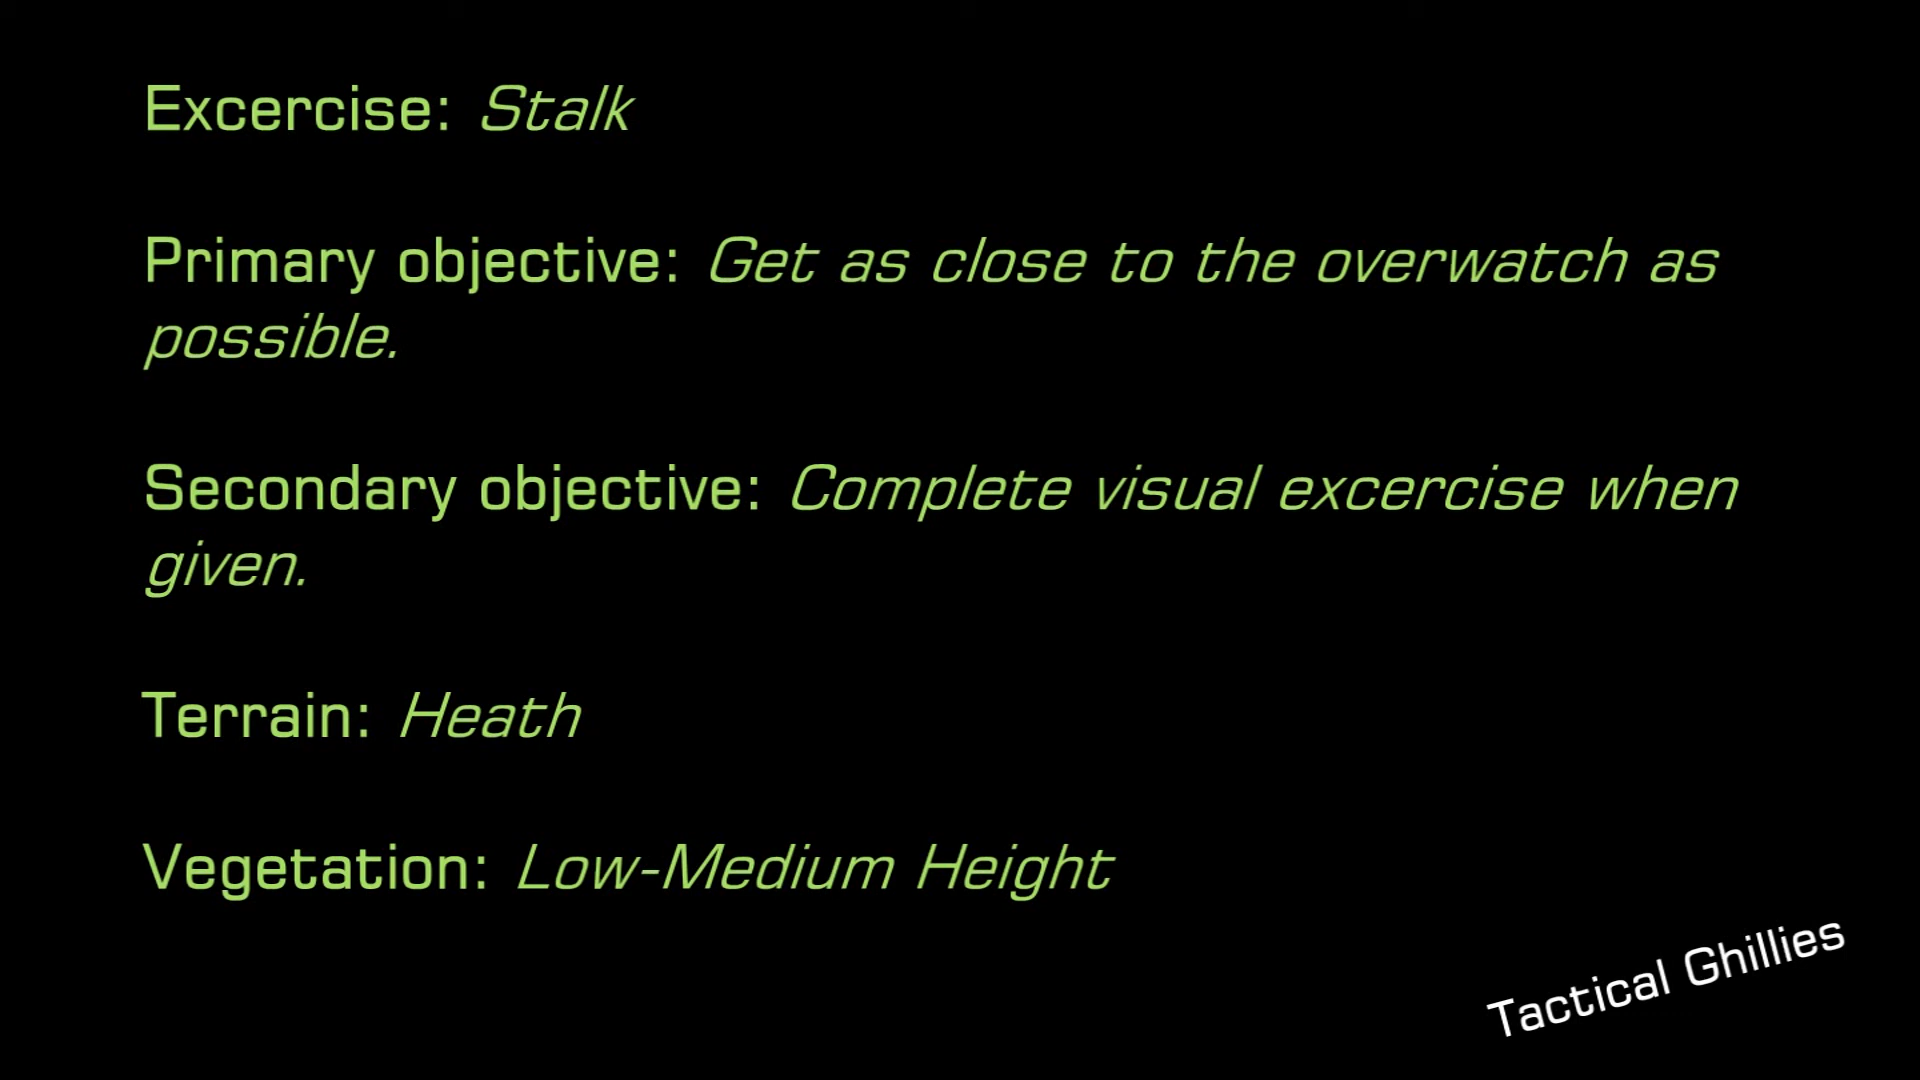 Excercise: Stalk
Primary objective: Get as close to the overwatch as
possible.
Secondary objective: Complete visual excercise when
given.
Terrain: Heath
Vegetation: Low-Medium Height
Tactical Ghillies